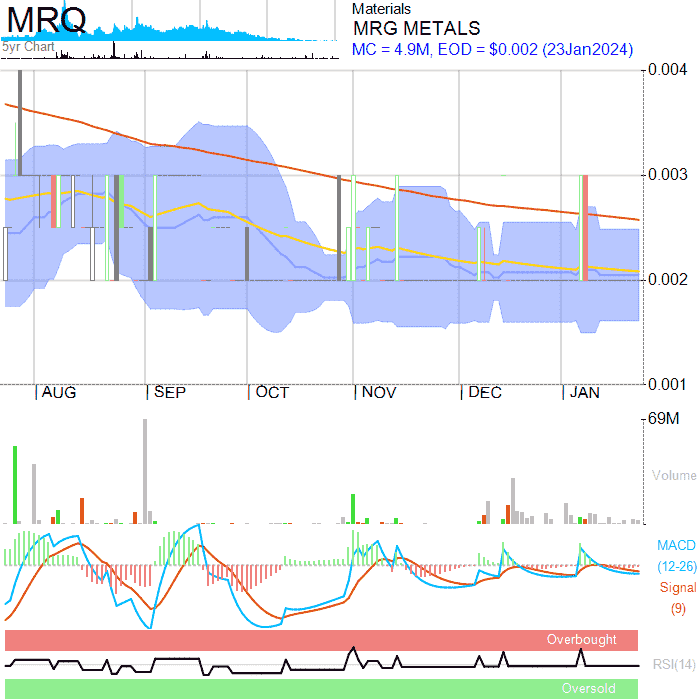 MRQ
5yr Chart
Materials
MRG METALS
MC = 4.9M, EOD = $0.002 (23Jan2024)
0.004
0.003
0.002
0.001
AUG
SEP
OCT
NOV
DEC
JAN
69M
Volume
MACD
(12-26)
Signal
(9)
Overbought
RSI(14)
Oversold